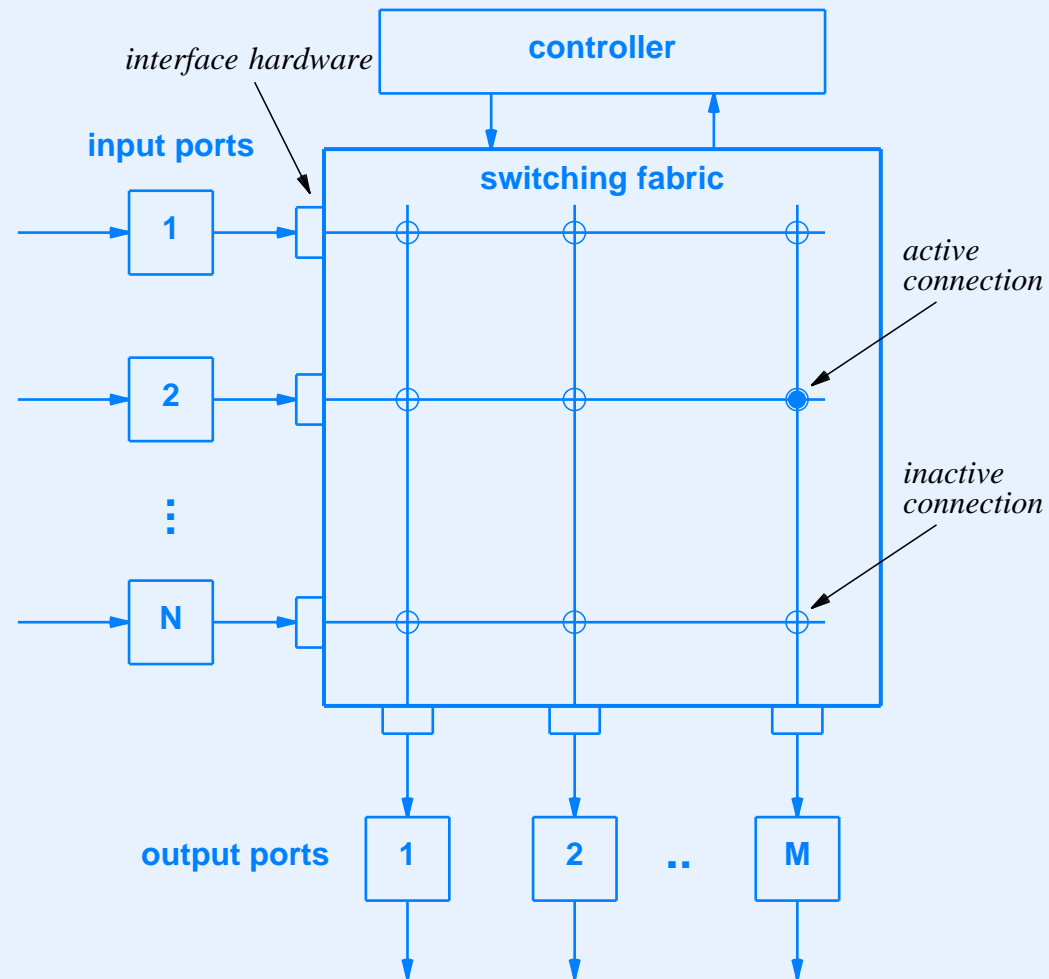 controller
interface hardware
input ports
switching fabric
1
active
connection
2
inactive
connection
⋮
N
output ports
1
2
..
M